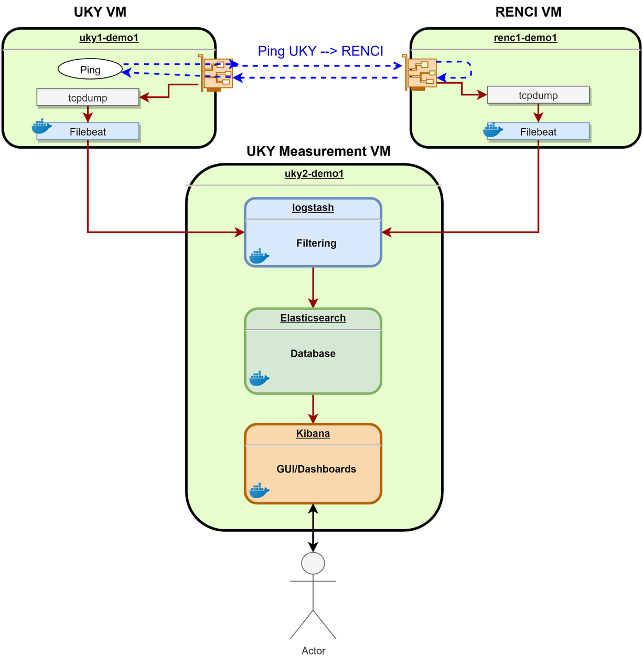 UKY VM
RENCI VM
uky1-demo1
renc1-demo1
Ping UKY --> RENCI
Ping
tcpdump
tcpdump
Filebeat
Filebeat
UKY Measurement VM
uky2-demo1
logstash
Filtering
Elasticsearch
Database
Kibana
GUI/Dashboards
Actor